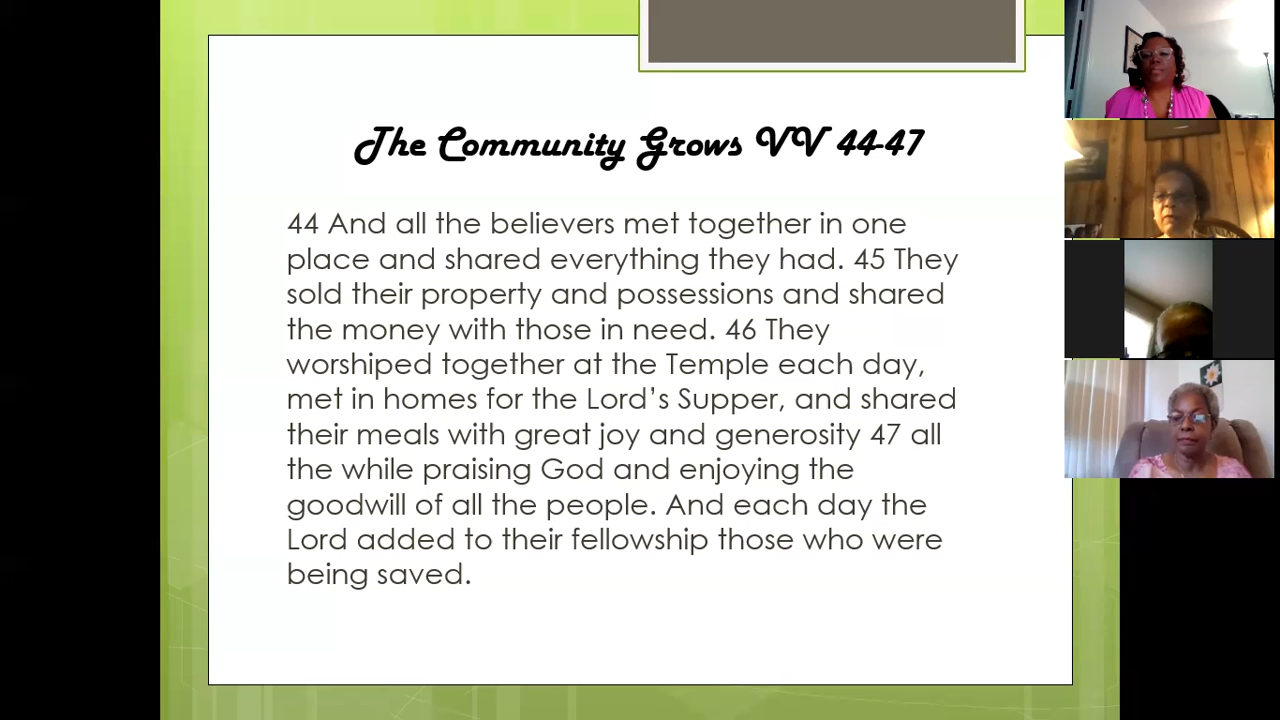 The Community Grows VV 44-47
44 And all the believers met together in one
place and shared everything they had. 45 They
sold their property and possessions and shared
the money with those in need. 46 They
worshiped together at the Temple each day,
met in homes for the Lord’s Supper, and shared
their meals with great joy and generosity 47 all
the while praising God and enjoying the
goodwill of all the people. And each day the
Lord added to their fellowship those who were
being saved.